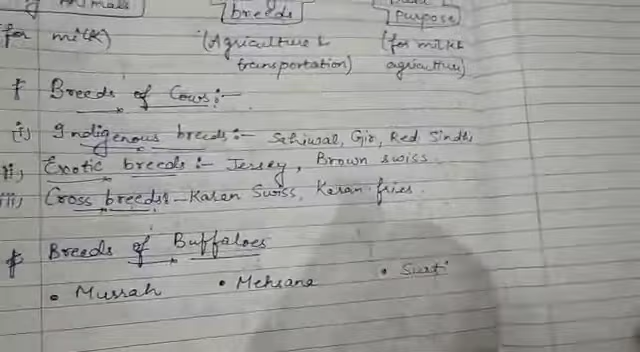 Animals breeds Purpose
for milk) (Agriculture & (for milk &
transportation) agriculture)
Breeds of Cows:-
i) Indigenous breeds:- Sahiwal, Gir, Red Sindhi
ii) Exotic breeds:- Jersey, Brown swiss.
iii) Cross breeds - Karan Swiss, Karan fries.
Breeds of Buffaloes
• Murrah • Mehsana • Surti